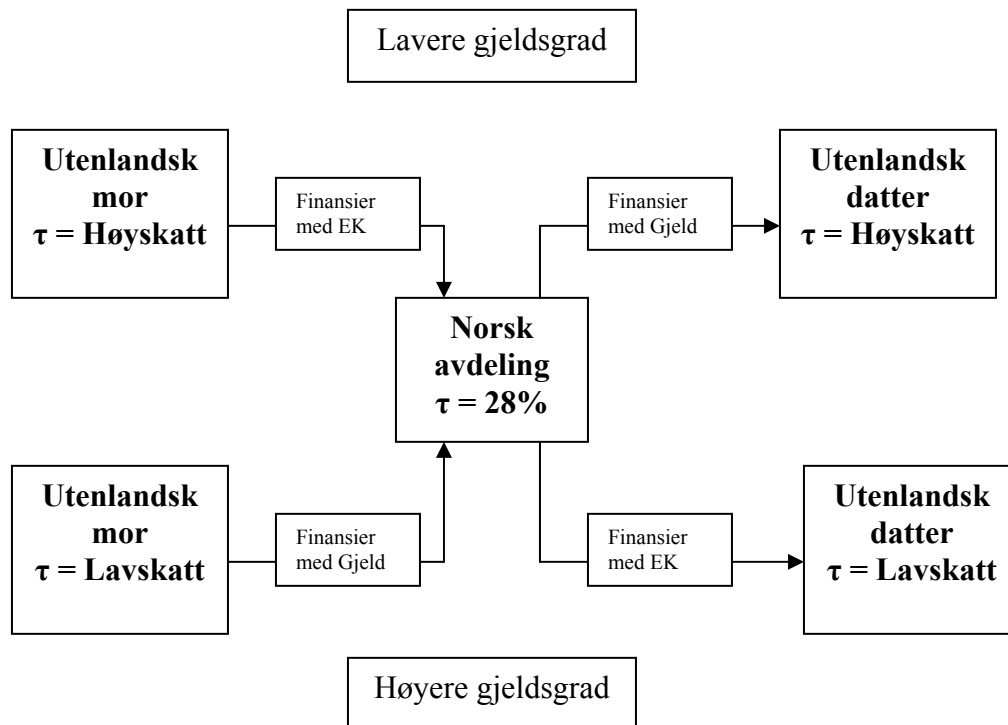 Lavere gjeldsgrad
Utenlandsk
mor
τ = Høyskatt
Finansier
med EK
Finansier
med Gjeld
Utenlandsk
datter
τ = Høyskatt
Norsk
avdeling
τ = 28%
Utenlandsk
mor
τ = Lavskatt
Finansier
med Gjeld
Finansier
med EK
Utenlandsk
datter
τ = Lavskatt
Høyere gjeldsgrad